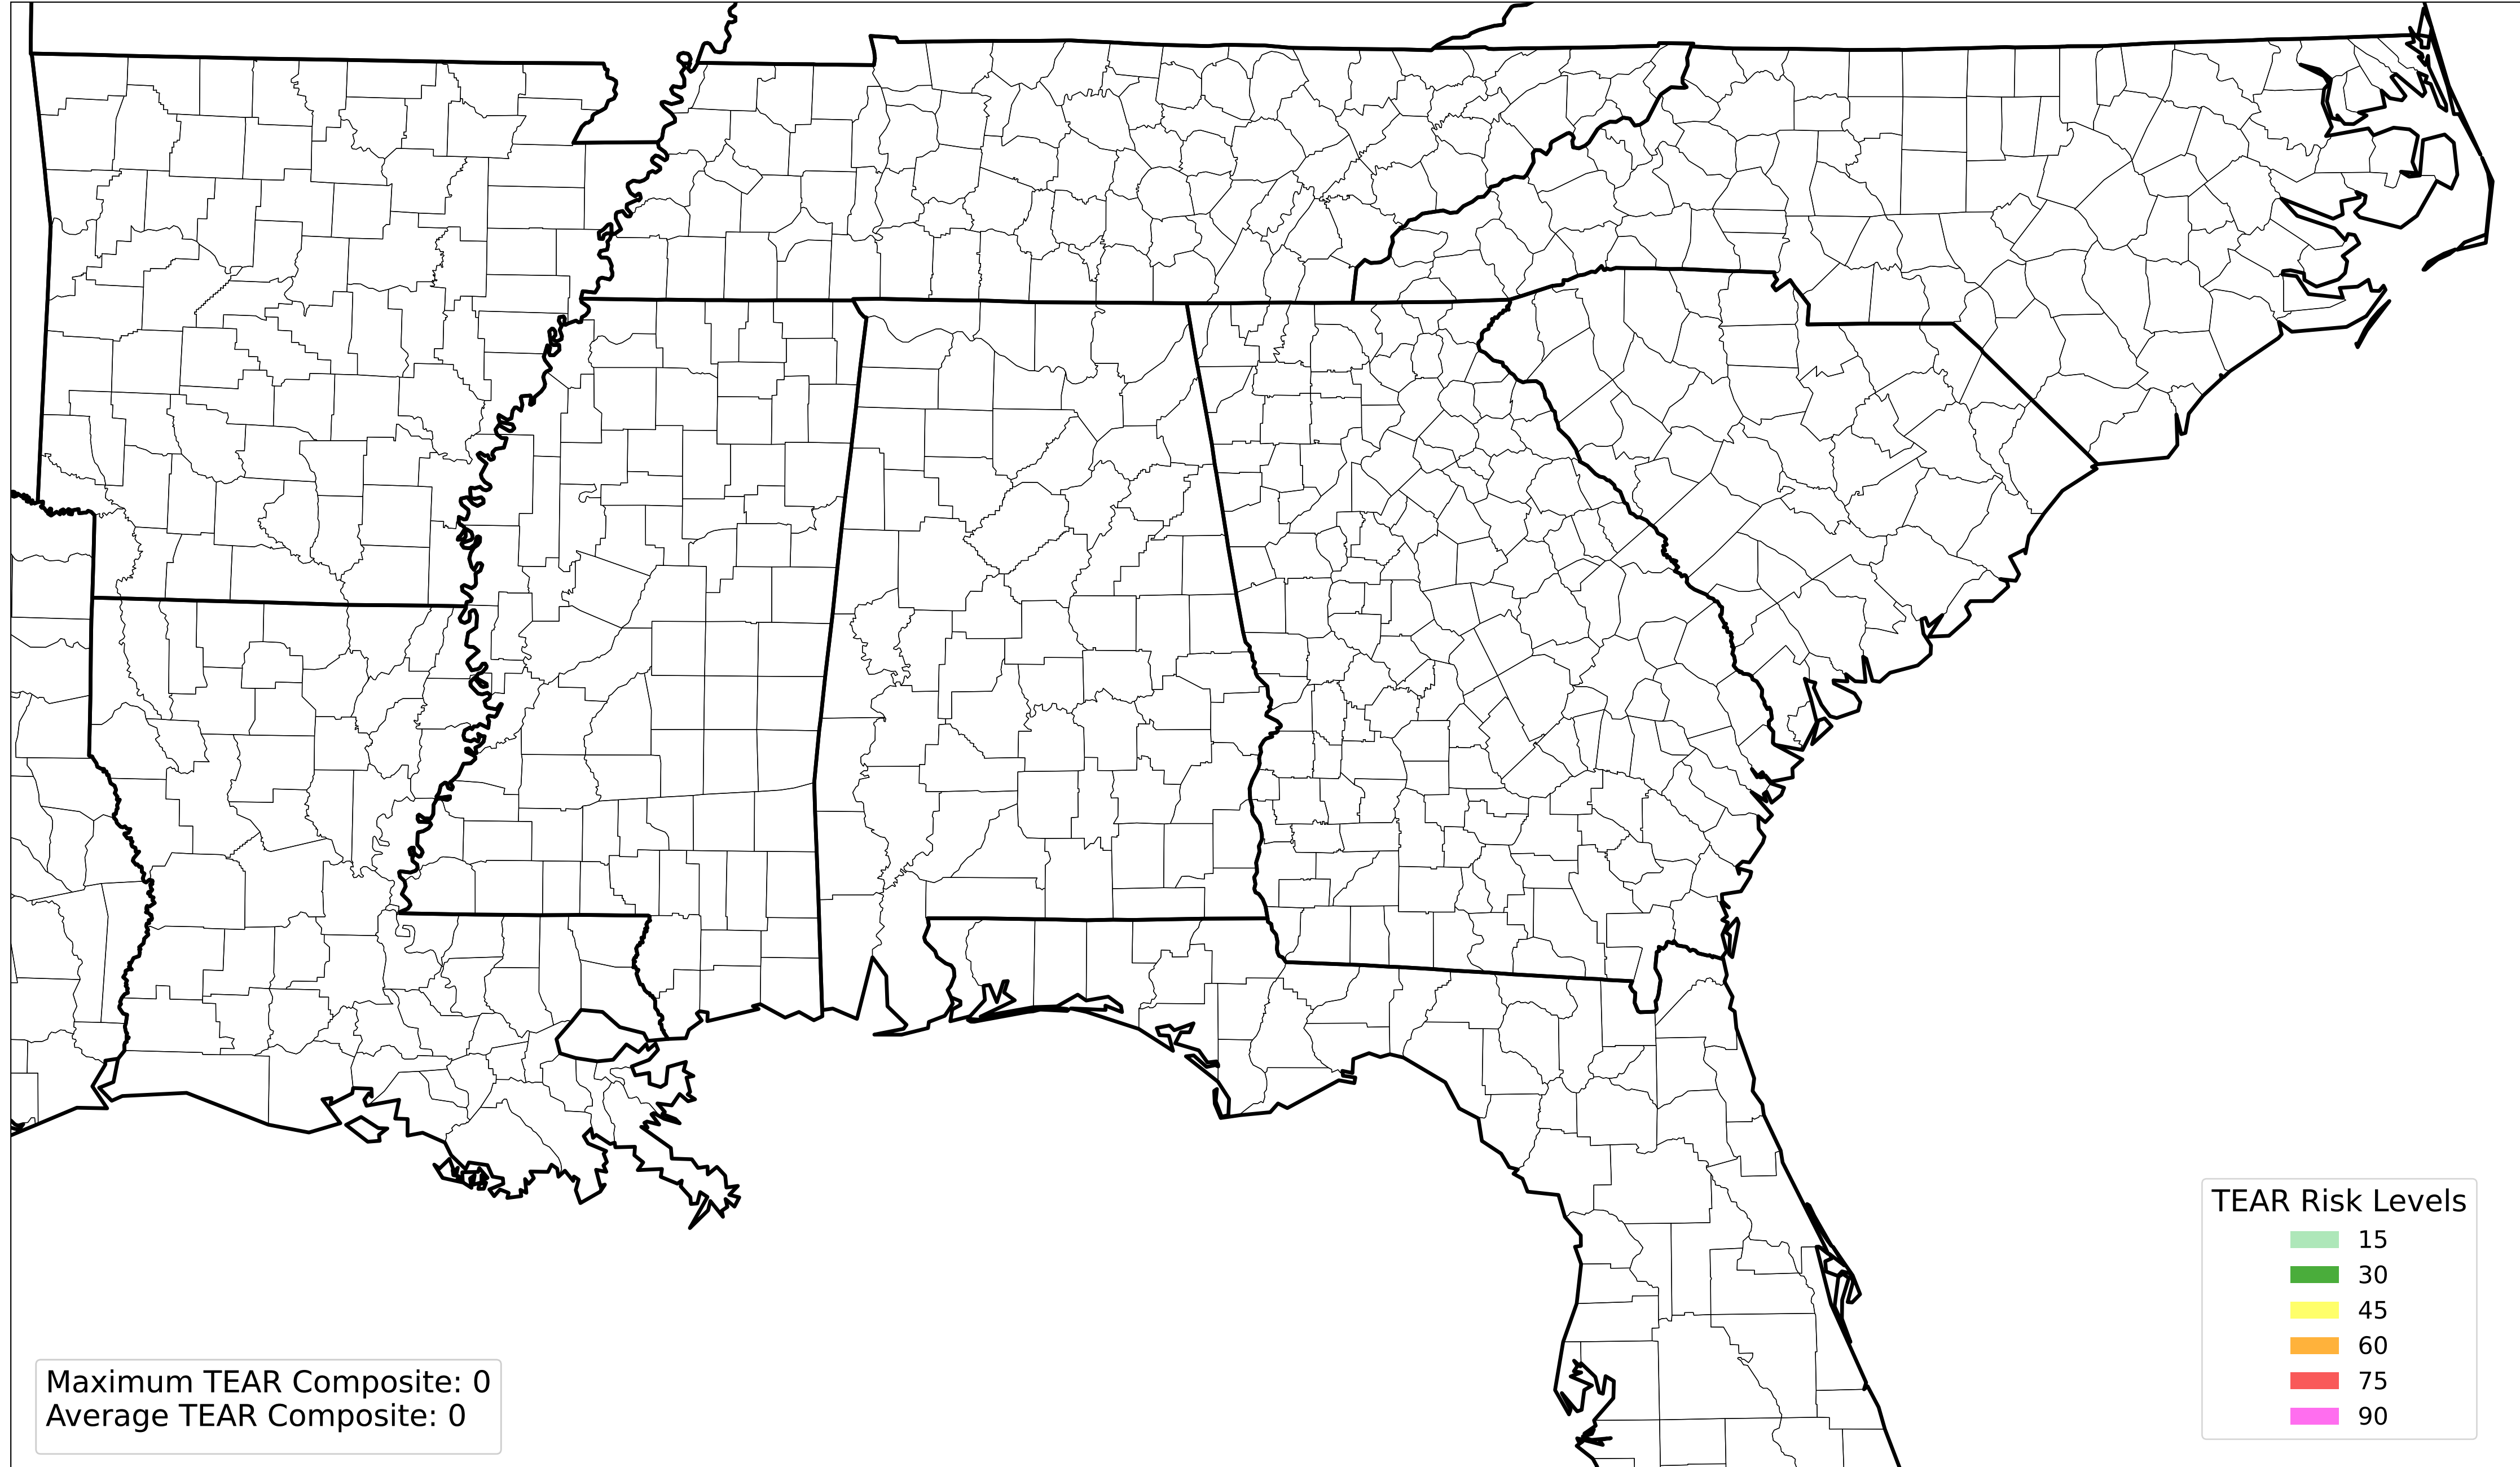 TEAR Risk Levels
15
30
45
60
75
90
Maximum TEAR Composite: 0
Average TEAR Composite: 0